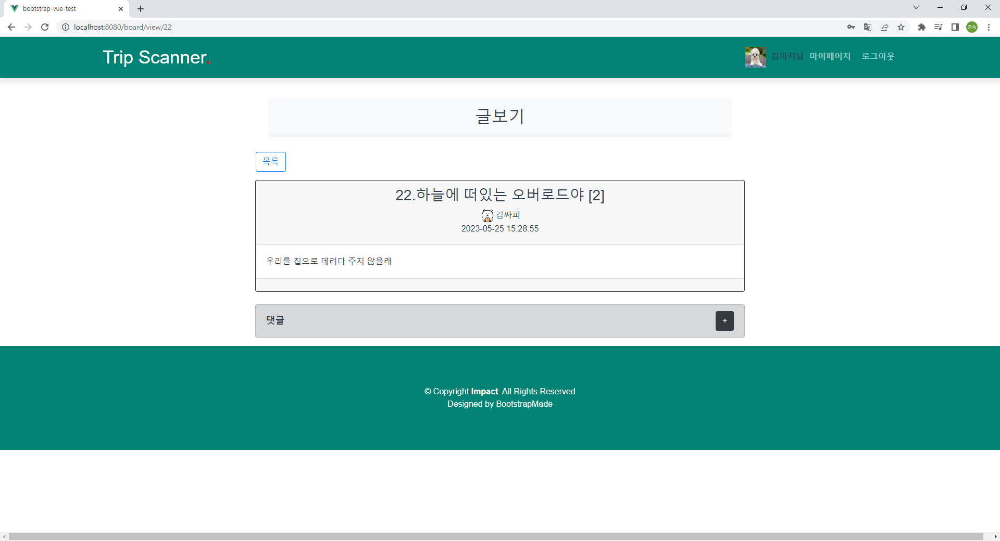 bootstrap-vue-test
localhost:8080/board/view/22
경숙
Trip Scanner.
김파치님 마이페이지 로그아웃
글보기
목록
22.하늘에 떠있는 오버로드야 [2]
김싸피
2023-05-25 15:28:55
우리를 집으로 데려다 주지 않을래
댓글
+
© Copyright Impact. All Rights Reserved
Designed by BootstrapMade